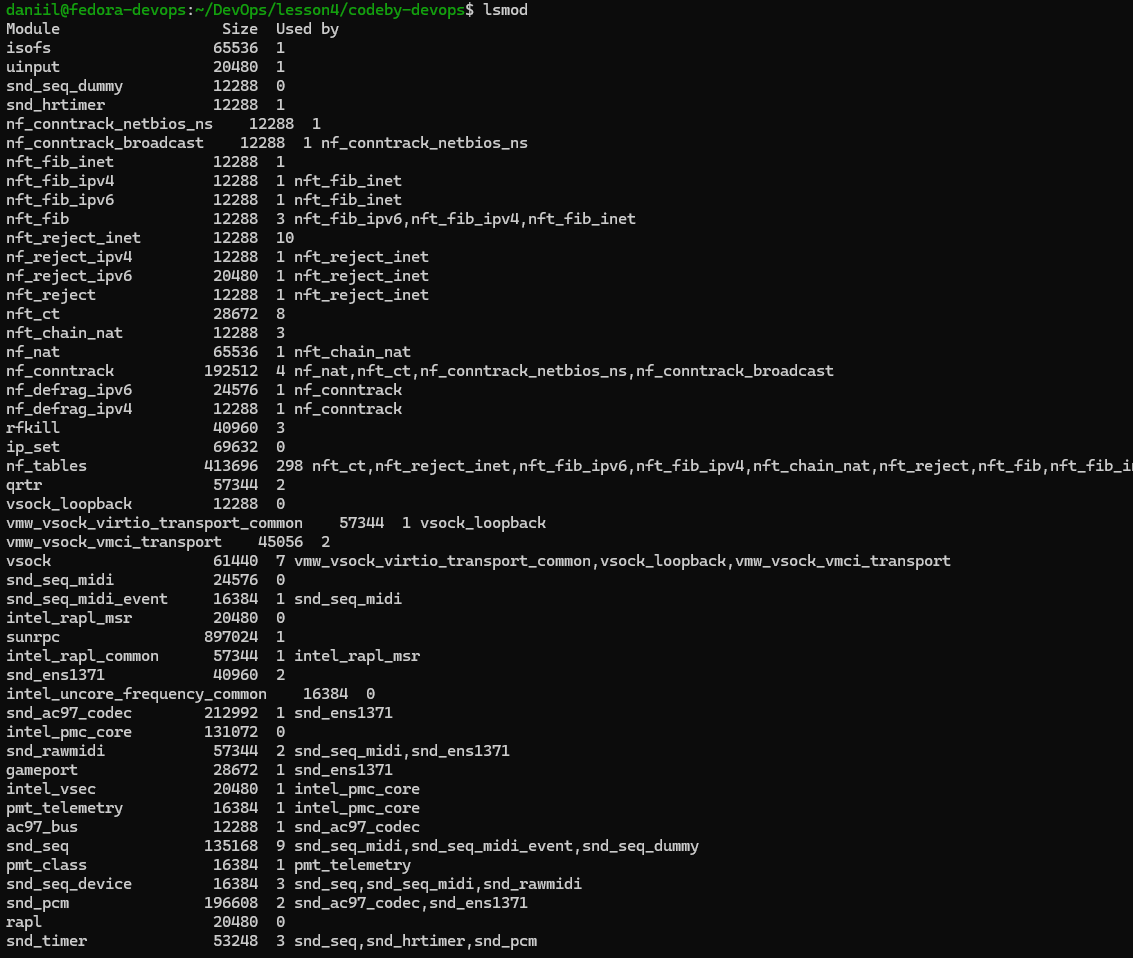 daniil@fedora-devops:~/DevOps/lesson4/codeby-devops$ lsmod
Module                  Size  Used by
isofs                  65536  1
uinput                 20480  1
snd_seq_dummy          12288  0
snd_hrtimer            12288  1
nf_conntrack_netbios_ns    12288  1
nf_conntrack_broadcast    12288  1 nf_conntrack_netbios_ns
nft_fib_inet           12288  1
nft_fib_ipv4           12288  1 nft_fib_inet
nft_fib_ipv6           12288  1 nft_fib_inet
nft_fib                12288  3 nft_fib_ipv6,nft_fib_ipv4,nft_fib_inet
nft_reject_inet        12288  10
nf_reject_ipv4         12288  1 nft_reject_inet
nf_reject_ipv6         20480  1 nft_reject_inet
nft_reject             12288  1 nft_reject_inet
nft_ct                 28672  8
nft_chain_nat          12288  3
nf_nat                 65536  1 nft_chain_nat
nf_conntrack          192512  4 nf_nat,nft_ct,nf_conntrack_netbios_ns,nf_conntrack_broadcast
nf_defrag_ipv6         24576  1 nf_conntrack
nf_defrag_ipv4         12288  1 nf_conntrack
rfkill                 40960  3
ip_set                 69632  0
nf_tables             413696  298 nft_ct,nft_reject_inet,nft_fib_ipv6,nft_fib_ipv4,nft_chain_nat,nft_reject,nft_fib,nft_fib_i
qrtr                   57344  2
vsock_loopback         12288  0
vmw_vsock_virtio_transport_common    57344  1 vsock_loopback
vmw_vsock_vmci_transport    45056  2
vsock                  61440  7 vmw_vsock_virtio_transport_common,vsock_loopback,vmw_vsock_vmci_transport
snd_seq_midi           24576  0
snd_seq_midi_event     16384  1 snd_seq_midi
intel_rapl_msr         20480  0
sunrpc                897024  1
intel_rapl_common      57344  1 intel_rapl_msr
snd_ens1371            40960  2
intel_uncore_frequency_common    16384  0
snd_ac97_codec        212992  1 snd_ens1371
intel_pmc_core        131072  0
snd_rawmidi            57344  2 snd_seq_midi,snd_ens1371
gameport               28672  1 snd_ens1371
intel_vsec             20480  1 intel_pmc_core
pmt_telemetry          16384  1 intel_pmc_core
ac97_bus               12288  1 snd_ac97_codec
snd_seq               135168  9 snd_seq_midi,snd_seq_midi_event,snd_seq_dummy
pmt_class              16384  1 pmt_telemetry
snd_seq_device         16384  3 snd_seq,snd_seq_midi,snd_rawmidi
snd_pcm               196608  2 snd_ac97_codec,snd_ens1371
rapl                   20480  0
snd_timer              53248  3 snd_seq,snd_hrtimer,snd_pcm